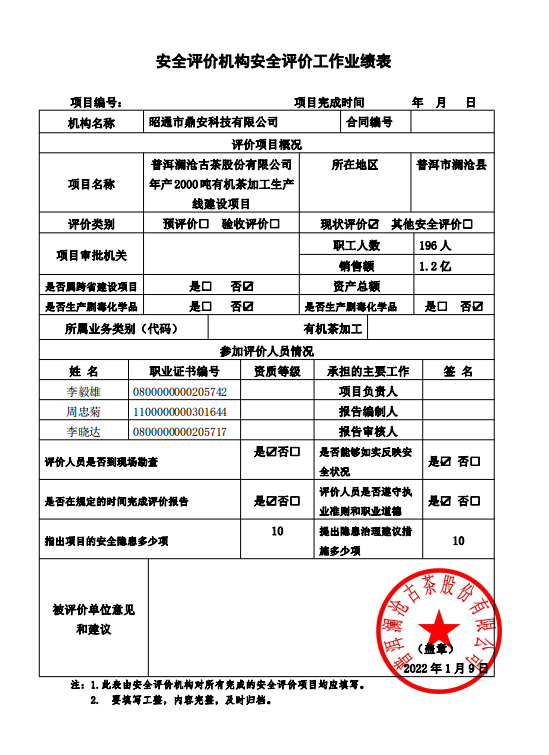 安全评价机构安全评价工作业绩表
项目编号： 项目完成时间 年 月 日
机构名称 昭通市鼎安科技有限公司 合同编号
评价项目概况
项目名称 普洱澜沧古茶股份有限公司 所在地区 普洱市澜沧县
年产2000吨有机茶加工生产
线建设项目
评价类别 预评价☐ 验收评价☐ 现状评价☑ 其他安全评价☐
项目审批机关 职工人数 196人
销售额 1.2亿
是否属跨省建设项目 是☐ 否☑ 资产总额
是否生产剧毒化学品 是☐ 否☑ 是否生产剧毒化学品 是☐ 否☑
所属业务类别（代码） 有机茶加工
参加评价人员情况
姓 名 职业证书编号 资质等级 承担的主要工作 签 名
李毅雄 0800000000205742 项目负责人
周忠菊 1100000000301644 报告编制人
李晓达 0800000000205717 报告审核人
评价人员是否到现场勘查 是☑否☐ 是否能够如实反映安 是☑ 否☐
全状况
是否在规定的时间完成评价报告 是☑否☐ 评价人员是否遵守执 是☑ 否☐
业准则和职业道德
指出项目的安全隐患多少项 10 提出隐患治理建议措 10
施多少项
被评价单位意见
和建议
普洱澜沧古茶股份有限公司
（盖章）
2022年1月9日
注：1.此表由安全评价机构对所有完成的安全评价项目均应填写。
2. 要填写工整，内容完整，及时归档。